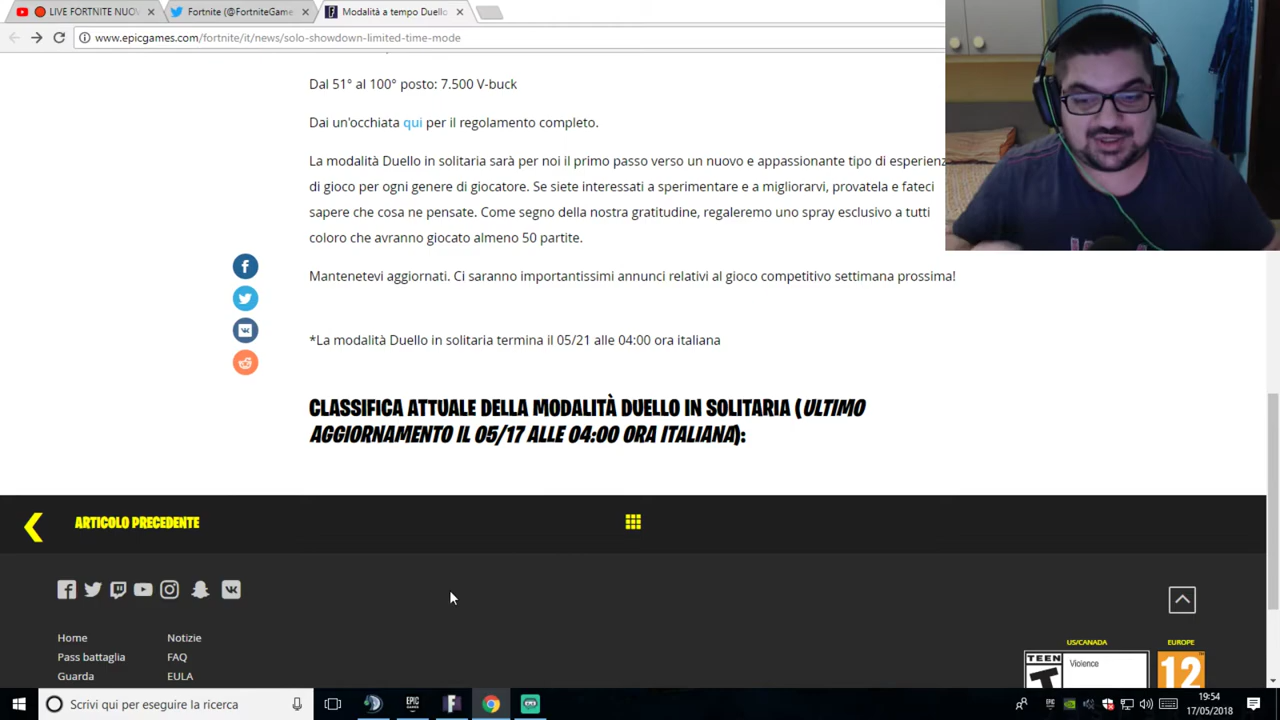 LIVE FORTNITE NUOV
Fortnite (@FortniteGame
Modalità a tempo Duello
www.epicgames.com/fortnite/it/news/solo-showdown-limited-time-mode
Dal 51° al 100° posto: 7.500 V-buck
Dai un'occhiata qui per il regolamento completo.
La modalità Duello in solitaria sarà per noi il primo passo verso un nuovo e appassionante tipo di esperienz
di gioco per ogni genere di giocatore. Se siete interessati a sperimentare e a migliorarvi, provatela e fateci
sapere che cosa ne pensate. Come segno della nostra gratitudine, regaleremo uno spray esclusivo a tutti
coloro che avranno giocato almeno 50 partite.
Mantenetevi aggiornati. Ci saranno importantissimi annunci relativi al gioco competitivo settimana prossima!
*La modalità Duello in solitaria termina il 05/21 alle 04:00 ora italiana
CLASSIFICA ATTUALE DELLA MODALITÀ DUELLO IN SOLITARIA (ULTIMO
AGGIORNAMENTO IL 05/17 ALLE 04:00 ORA ITALIANA):
ARTICOLO PRECEDENTE
Home
Notizie
Pass battaglia
FAQ
Guarda
EULA
US/CANADA
EUROPE
TEEN
T
Violence
12
Scrivi qui per eseguire la ricerca
EPIC
GAMES
19:54
17/05/2018